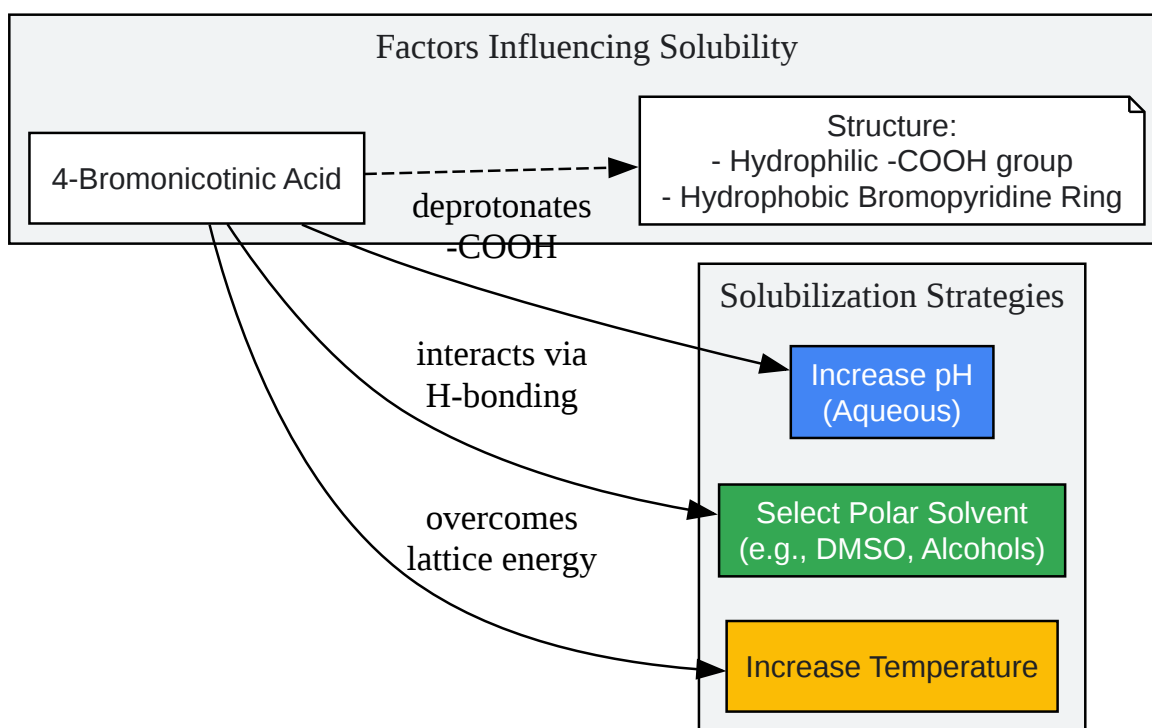 Factors Influencing Solubility
4-Bromonicotinic Acid
Structure:
- Hydrophilic -COOH group
- Hydrophobic Bromopyridine Ring
deprotonates
-COOH
Solubilization Strategies
interacts via
H-bonding
Increase pH
(Aqueous)
overcomes
lattice energy
Select Polar Solvent
(e.g., DMSO, Alcohols)
Increase Temperature